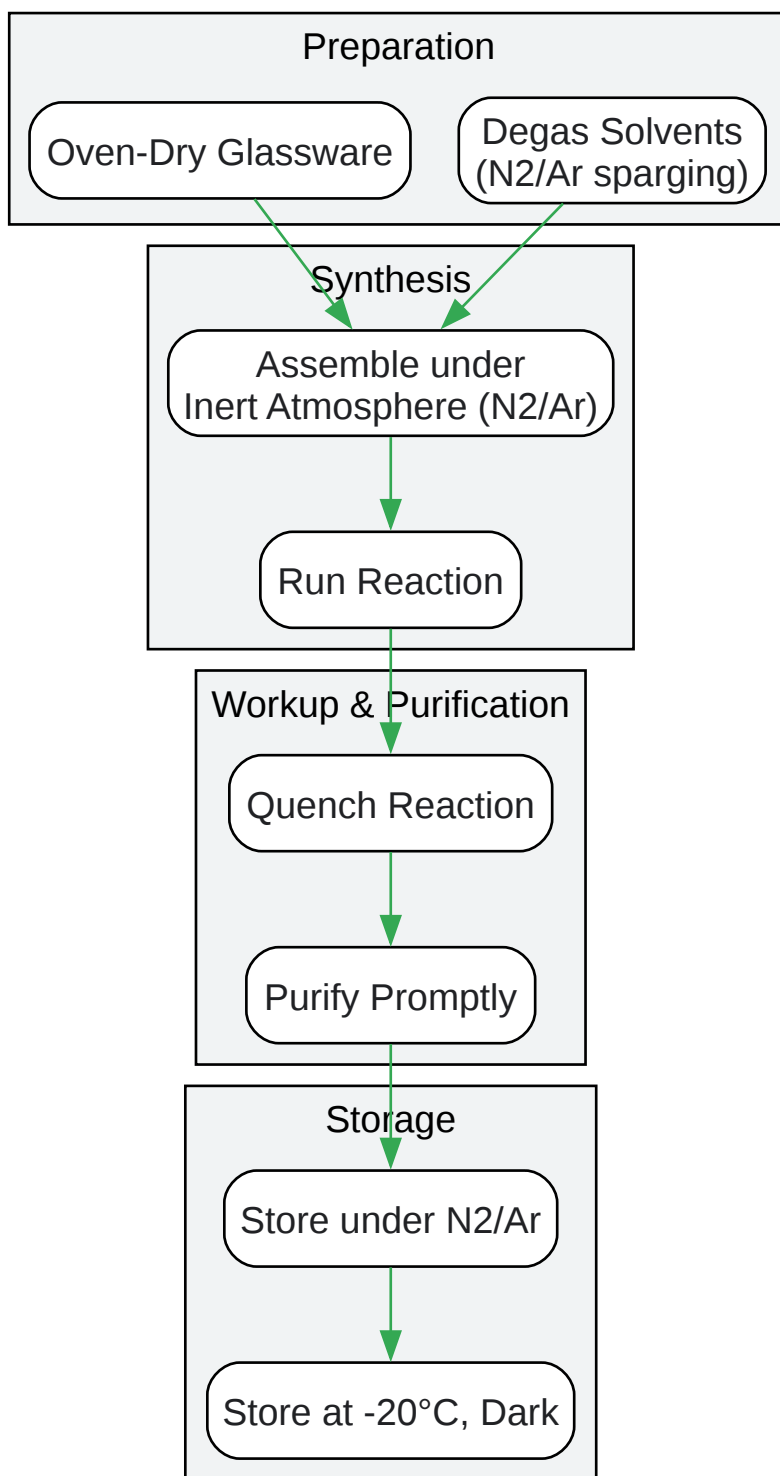 Preparation
Oven-Dry Glassware
Degas Solvents
(N2/Ar sparging)
Synthesis
Assemble under
Inert Atmosphere (N2/Ar)
Run Reaction
Workup & Purification
Quench Reaction
Purify Promptly
Storage
Store under N2/Ar
Store at -20°C, Dark